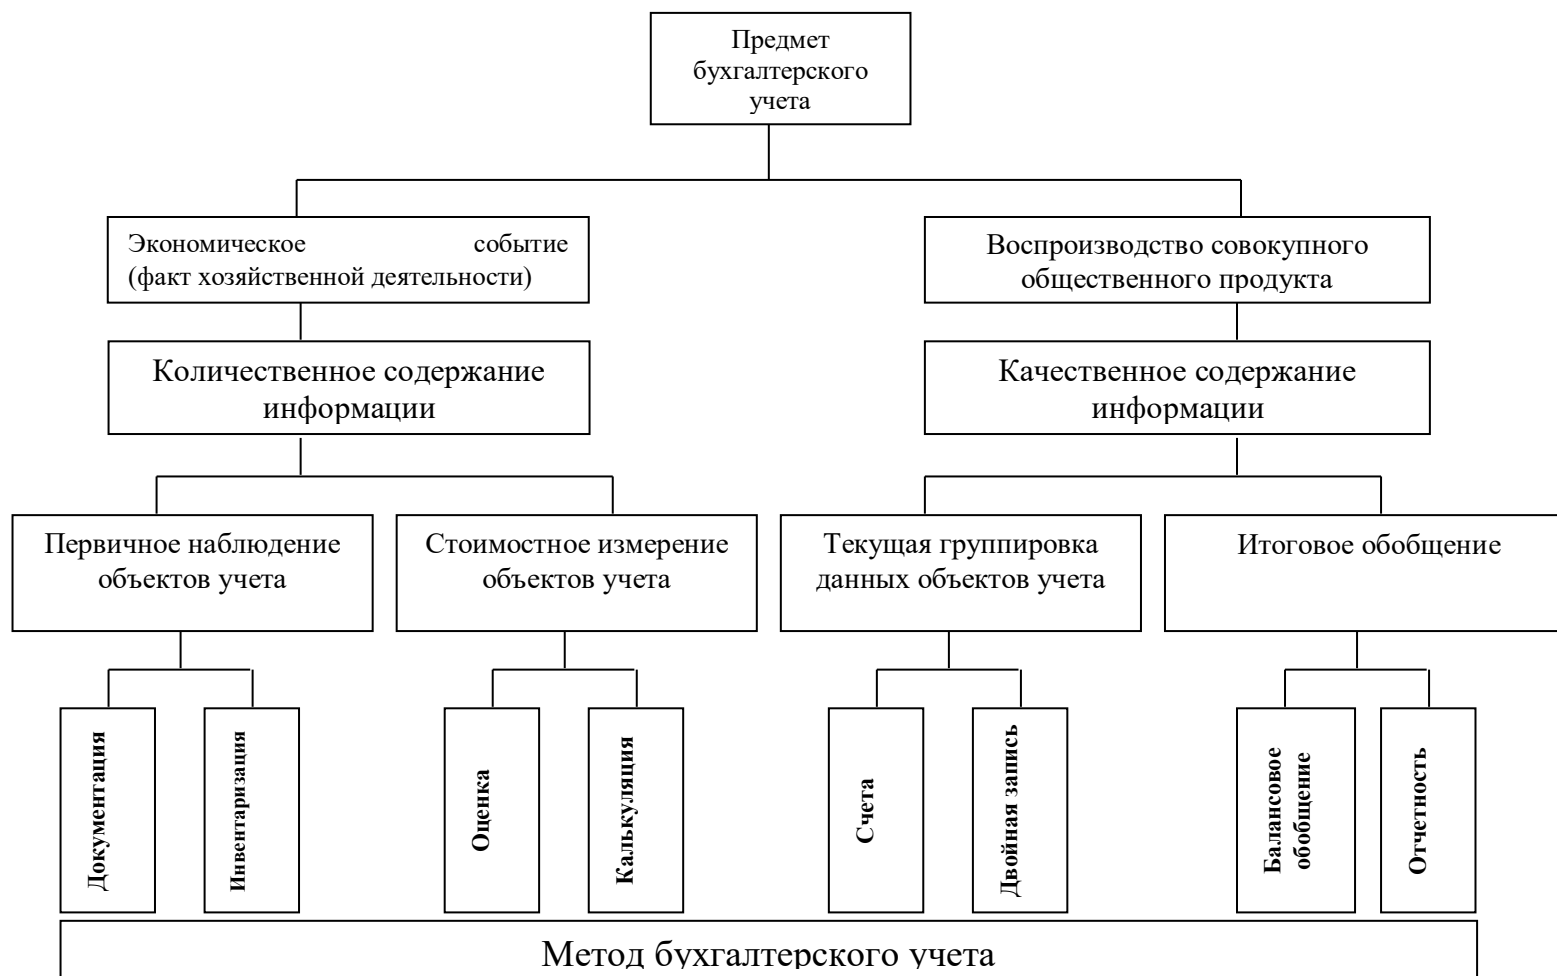 Предмет
бухгалтерского
учета
Экономическое событие
(факт хозяйственной деятельности)
Воспроизводство совокупного
общественного продукта
Количественное содержание
информации
Качественное содержание
информации
Первичное наблюдение
объектов учета
Стоимостное измерение
объектов учета
Текущая группировка
данных объектов учета
Итоговое обобщение
Документация
Инвентаризация
Оценка
Калькуляция
Счета
Двойная запись
Балансовое
обобщение
Отчетность
Метод бухгалтерского учета